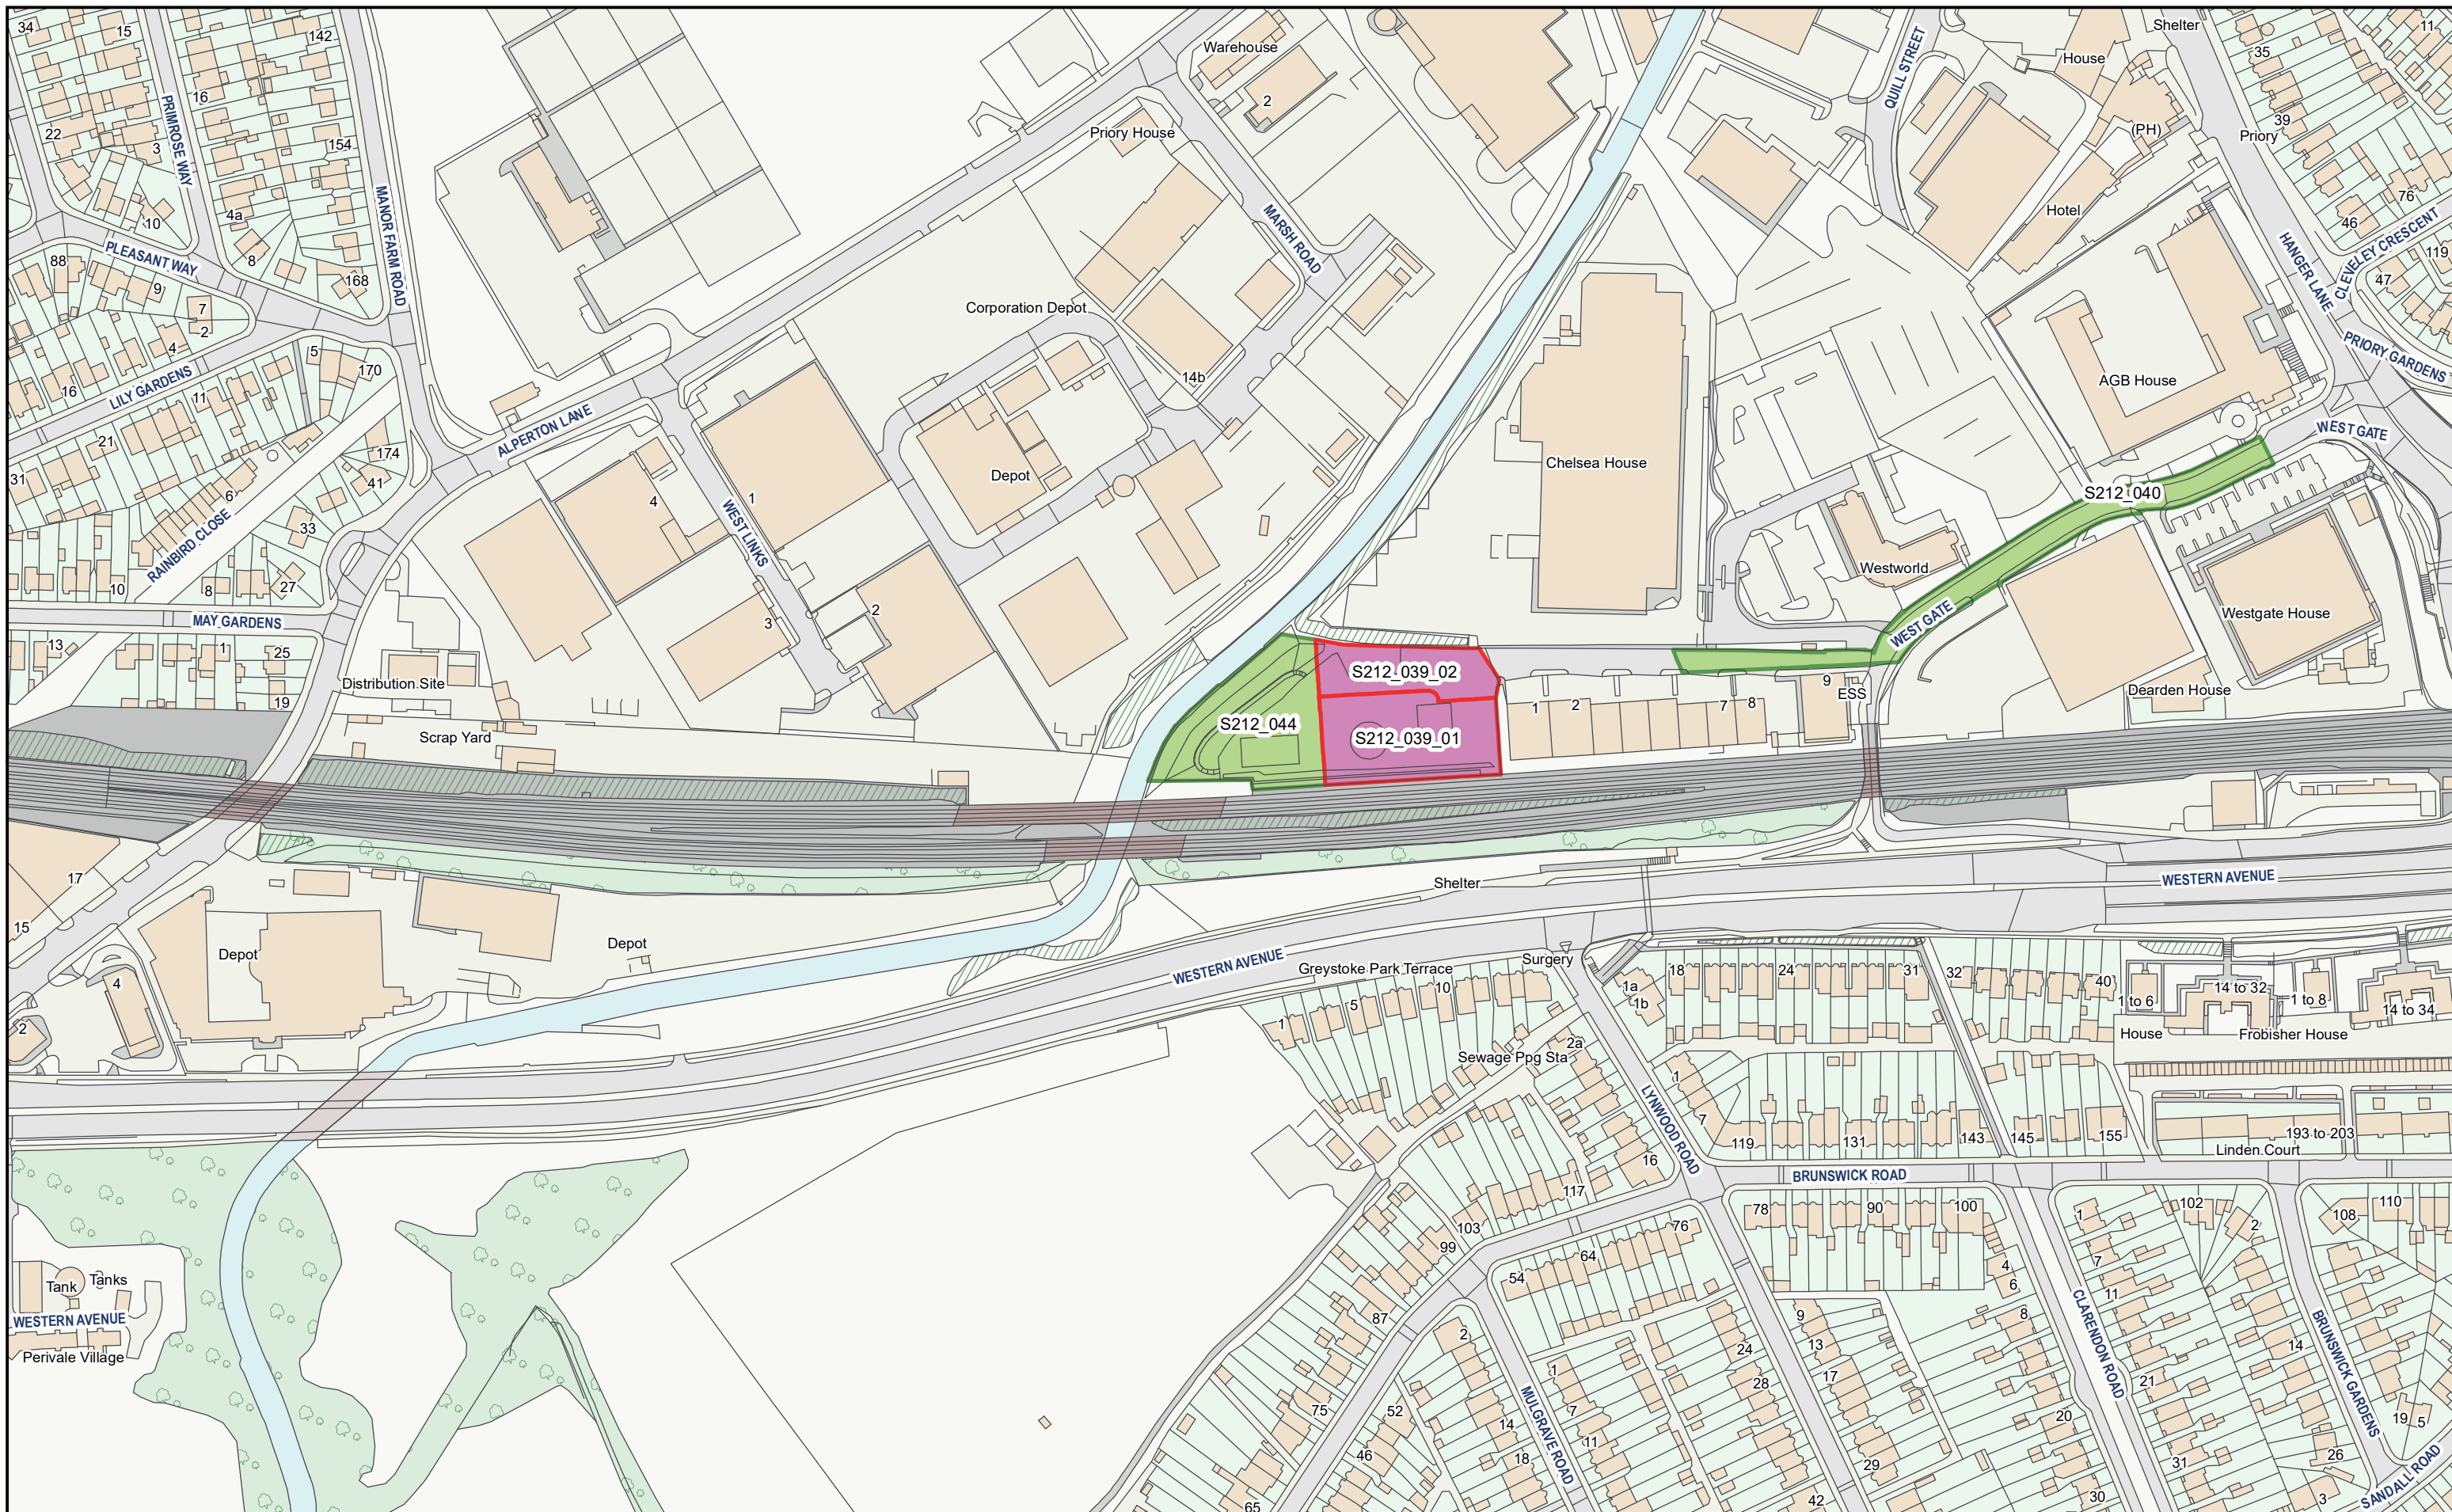 34
15
142
Warehouse
Shelter
11
35
House
QUILL STREET
PRIMROSE WAY
16
2
22
3
154
Priory House
39
(PH)
Priory
MANOR FARM ROAD
4a
10
MARSH ROAD
Hotel
76
46
PLEASANT WAY
8
88
9
168
7
2
HANGER LANE
CLEVELEY CRESCENT
119
47
Corporation Depot
4
5
170
16
LILY GARDENS
11
14b
AGB House
PRIORY GARDENS
ALPERTON LANE
WEST GATE
21
174
31
41
6
Depot
Chelsea House
4
1
S212_040
RAINBIRD CLOSE
33
WEST LINKS
10
8
27
Westworld
MAY GARDENS
2
3
WEST GATE
Westgate House
13
1
25
19
Distribution Site
S212_039_02
9
ESS
Dearden House
1
2
7
8
Scrap Yard
S212_044
S212_039_01
17
15
Shelter
WESTERN AVENUE
Depot
Depot
WESTERN AVENUE
Greystoke Park Terrace
Surgery
4
2
1
5
10
1a
1b
18
24
31
32
40
1 to 6
14 to 32
1 to 8
14 to 34
House
Frobisher House
Sewage Ppg Sta
2a
1
7
LYNWOOD ROAD
119
131
143
145
155
193 to 203
Linden Court
16
117
BRUNSWICK ROAD
78
90
100
1
102
2
108
110
103
99
76
64
54
7
4
6
Tank
Tanks
WESTERN AVENUE
Perivale Village
87
2
9
13
8
11
CLARENDON ROAD
BRUNSWICK GARDENS
14
24
1
17
28
21
75
52
7
MULGRAVE ROAD
14
11
20
19
5
46
18
29
31
26
65
42
30
3
SANDALL ROAD